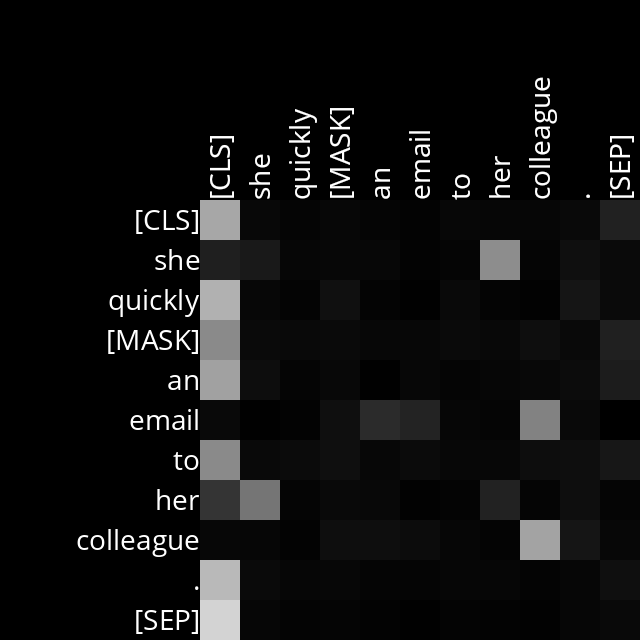 [CLS]
she
quickly
[MASK]
an
email
to
her
colleague
.
[SEP]
[CLS]
she
quickly
[MASK]
an
email
to
her
colleague
.
[SEP]